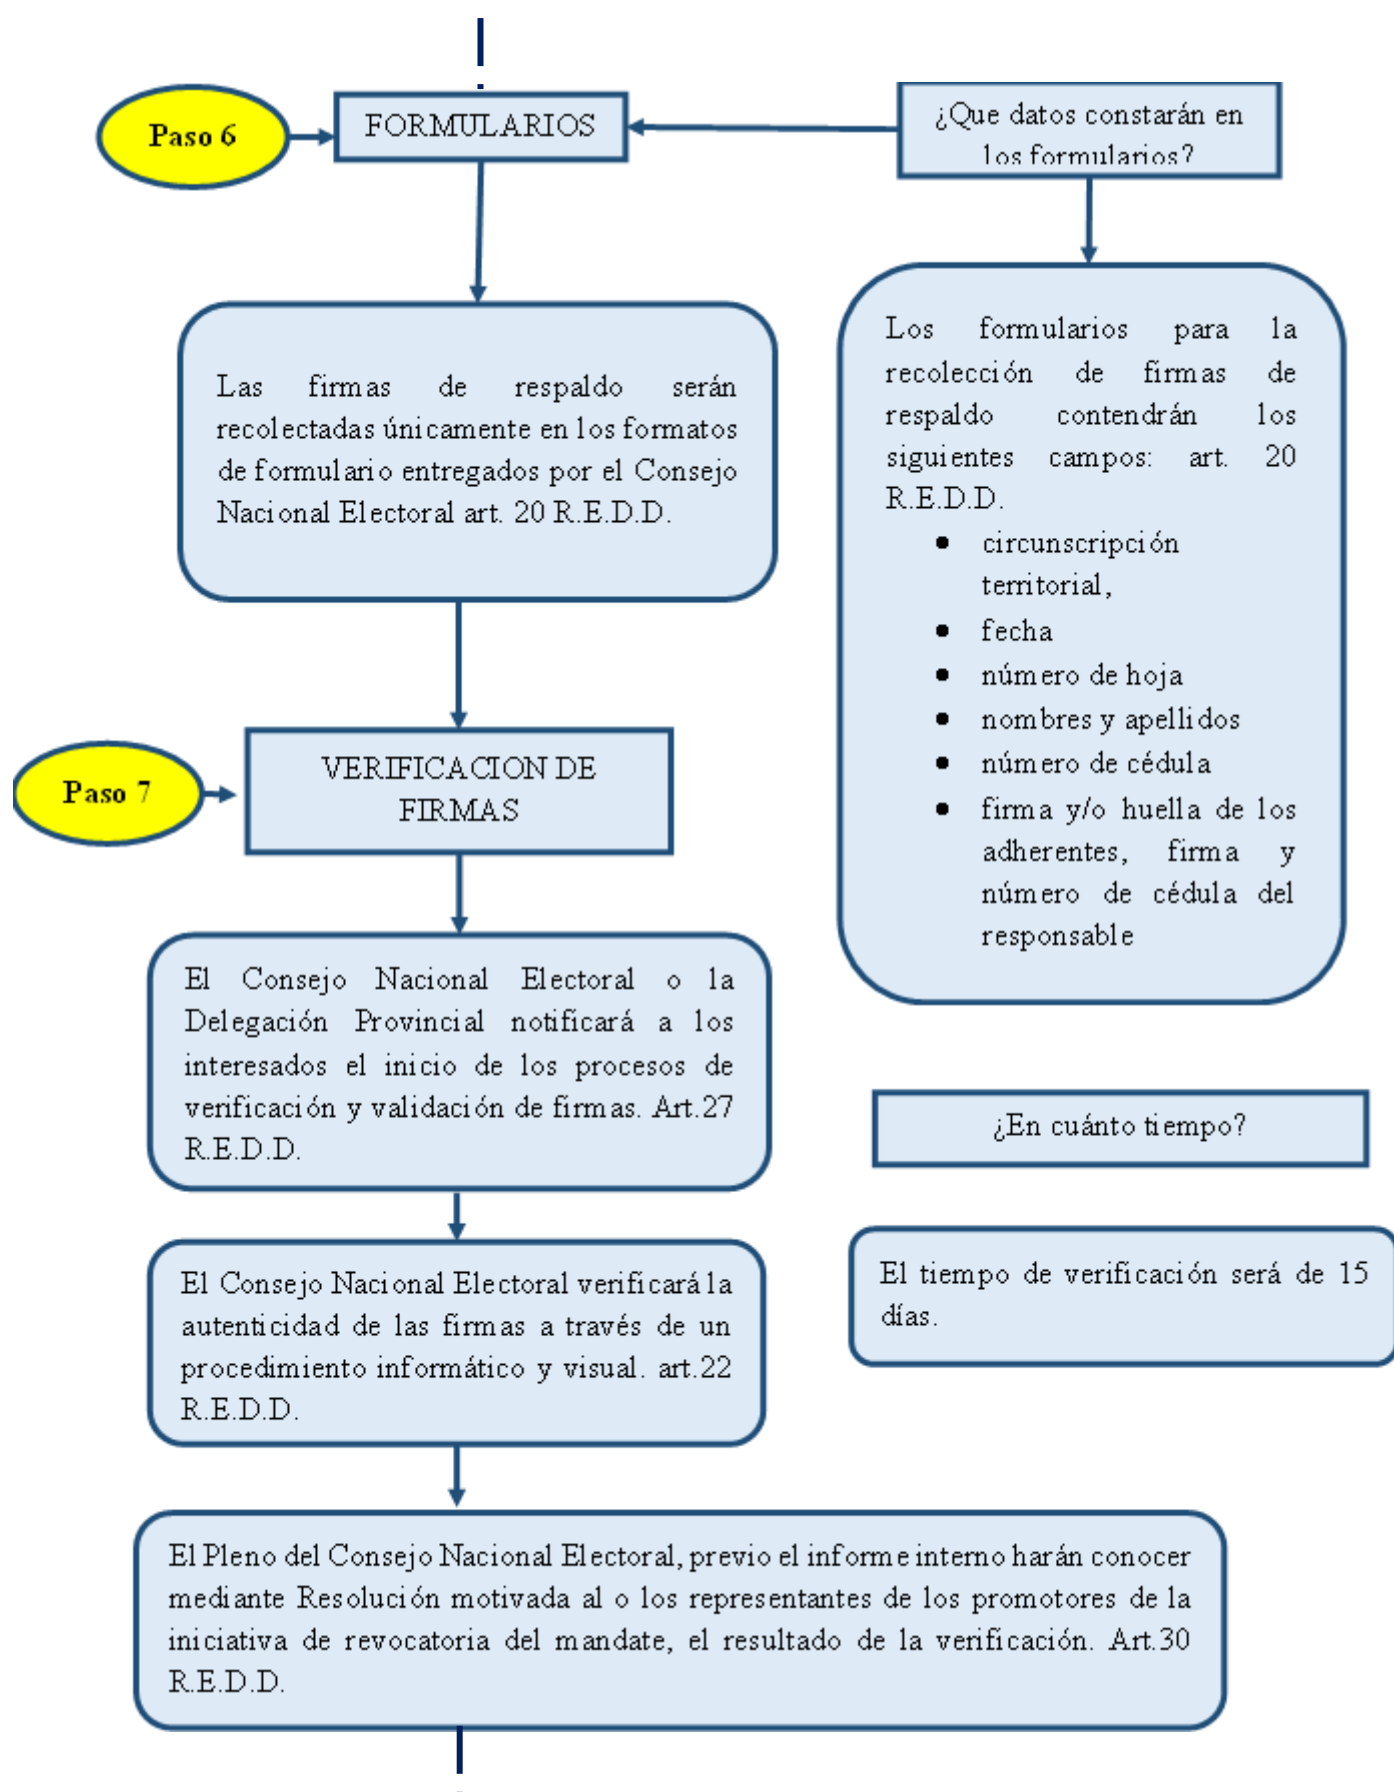 Paso 6
FORMULARIOS
¿Que datos constarán en
los formularios?
Las firmas de respaldo serán
recolectadas únicamente en los formatos
de formulario entregados por el Consejo
Nacional Electoral art. 20 R.E.D.D.
Los formularios para la
recolección de firmas de
respaldo contendrán los
siguientes campos: art. 20
R.E.D.D.
● circunscripción
territorial,
● fecha
● número de hoja
● nombres y apellidos
● número de cédula
● firma y/o huella de los
adherentes, firma y
número de cédula del
responsable
Paso 7
VERIFICACION DE
FIRMAS
El Consejo Nacional Electoral o la
Delegación Provincial notificará a los
interesados el inicio de los procesos de
verificación y validación de firmas. Art.27
R.E.D.D.
¿En cuánto tiempo?
El tiempo de verificación será de 15
días.
El Consejo Nacional Electoral verificará la
autenticidad de las firmas a través de un
procedimiento informático y visual. art.22
R.E.D.D.
El Pleno del Consejo Nacional Electoral, previo el informe interno harán conocer
mediante Resolución motivada al o los representantes de los promotores de la
iniciativa de revocatoria del mandate, el resultado de la verificación. Art.30
R.E.D.D.